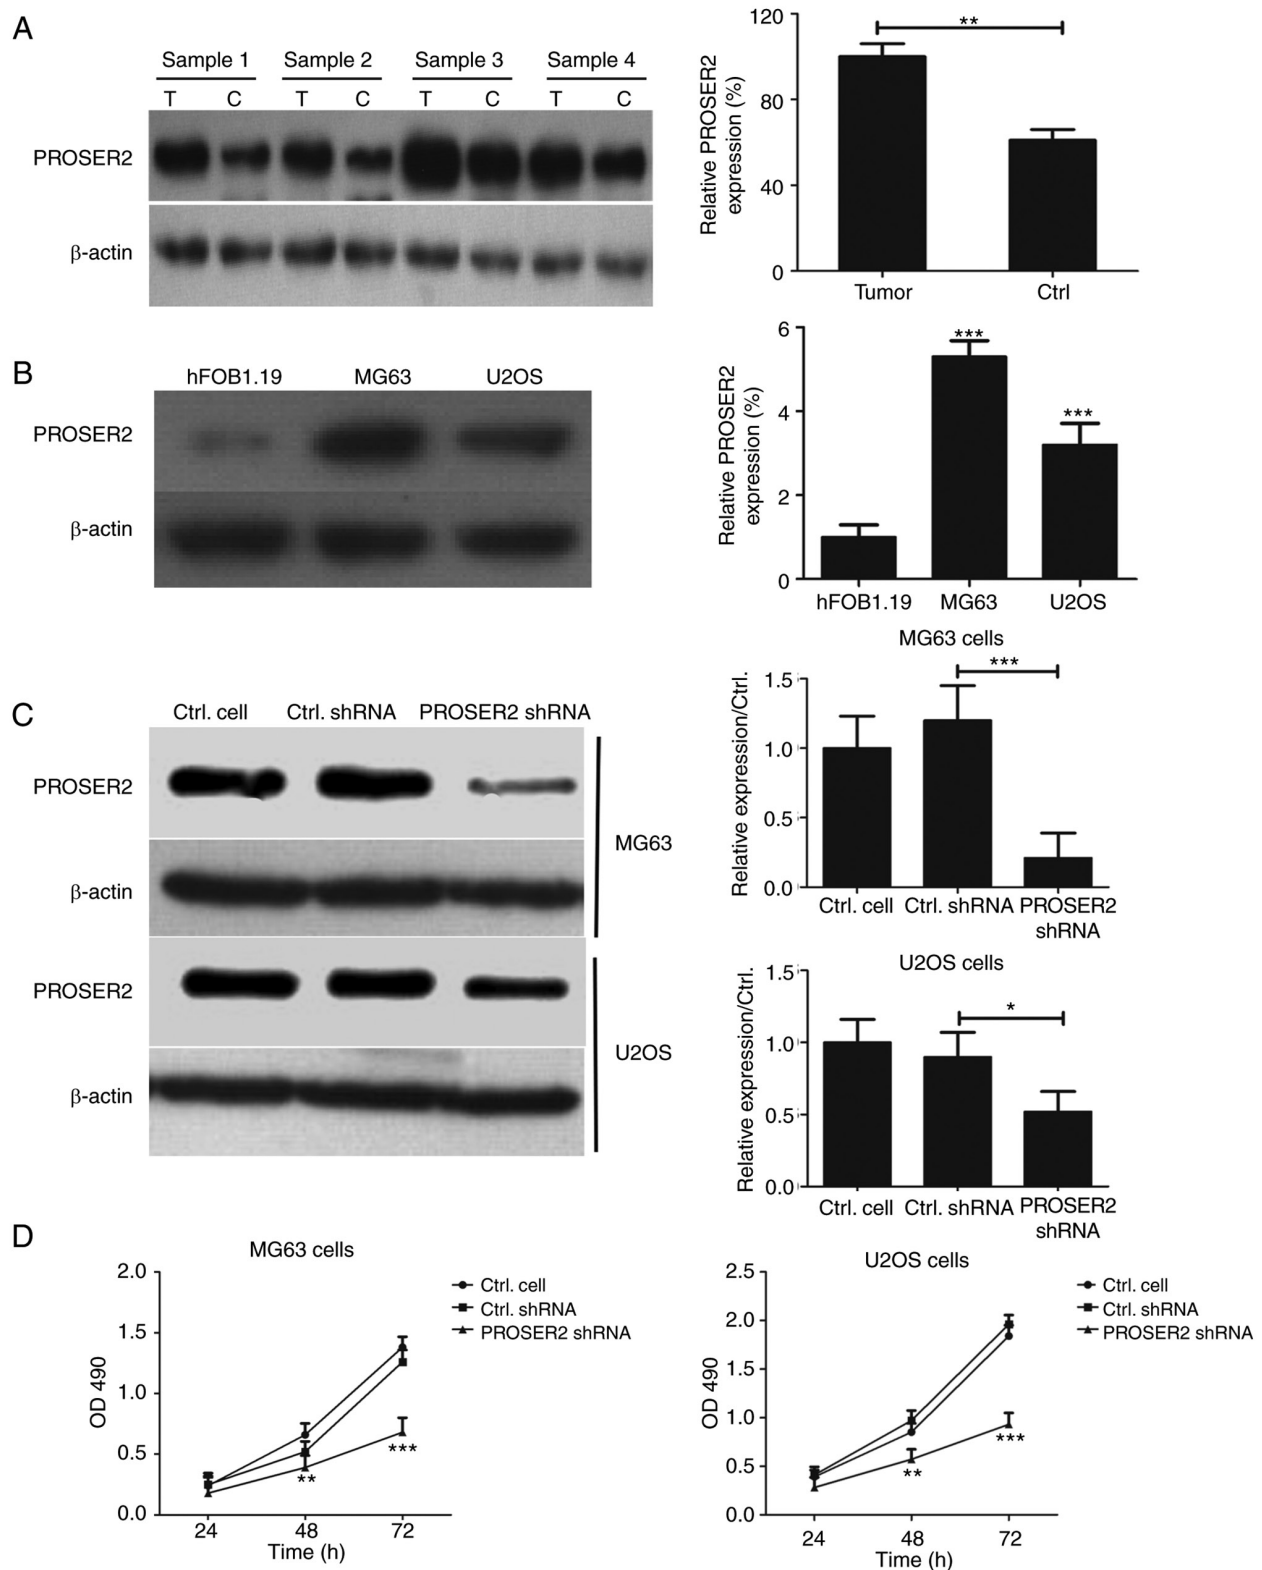 A
Sample 1 Sample 2 Sample 3 Sample 4
T C T C T C T C
PROSER2
β-actin
Relative PROSER2
expression (%)
120
**
80
40
0
Tumor Ctrl
B
hFOB1.19 MG63 U2OS
PROSER2
β-actin
Relative PROSER2
expression (%)
6
***
4
***
2
0
hFOB1.19 MG63 U2OS
C
Ctrl. cell Ctrl. shRNA PROSER2 shRNA
PROSER2
β-actin
MG63
PROSER2
β-actin
U2OS
MG63 cells
Relative expression/Ctrl.
***
1.5
1.0
0.5
0.0
Ctrl. cell Ctrl. shRNA PROSER2
shRNA
U2OS cells
Relative expression/Ctrl.
1.5
*
1.0
0.5
0.0
Ctrl. cell Ctrl. shRNA PROSER2
shRNA
D
MG63 cells
OD 490
2.0
1.5
1.0
0.5
0.0
Ctrl. cell
Ctrl. shRNA
PROSER2 shRNA
***
**
24 48 72
Time (h)
U2OS cells
OD 490
2.5
2.0
1.5
1.0
0.5
0.0
Ctrl. cell
Ctrl. shRNA
PROSER2 shRNA
***
**
24 48 72
Time (h)